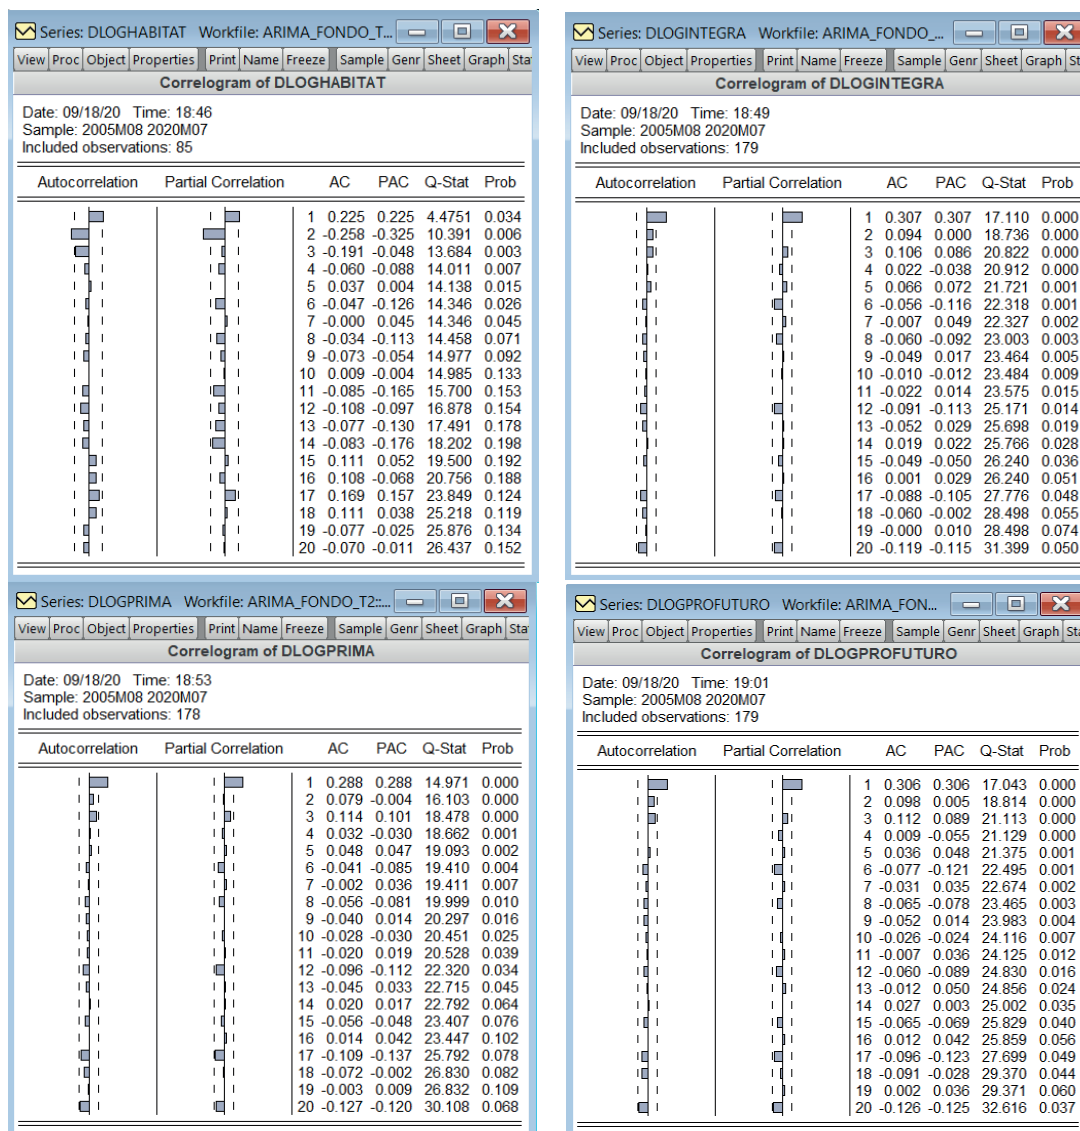 Series: DLOGHABITAT Workfile: ARIMA_FONDO_T...
View Proc Object Properties Print Name Freeze Sample Genr Sheet Graph Sta
Correlogram of DLOGHABITAT
Date: 09/18/20 Time: 18:46
Sample: 2005M08 2020M07
Included observations: 85
Autocorrelation Partial Correlation AC PAC Q-Stat Prob
1 0.225 0.225 4.4751 0.034
2 -0.258 -0.325 10.391 0.006
3 -0.191 -0.048 13.684 0.003
4 -0.060 -0.088 14.011 0.007
5 0.037 0.004 14.138 0.015
6 -0.047 -0.126 14.346 0.026
7 -0.000 0.045 14.346 0.045
8 -0.034 -0.113 14.458 0.071
9 -0.073 -0.054 14.977 0.092
10 0.009 -0.004 14.985 0.133
11 -0.085 -0.165 15.700 0.153
12 -0.108 -0.097 16.878 0.154
13 -0.077 -0.130 17.491 0.178
14 -0.083 -0.176 18.202 0.198
15 0.111 0.052 19.500 0.192
16 0.108 -0.068 20.756 0.188
17 0.169 0.157 23.849 0.124
18 0.111 0.038 25.218 0.119
19 -0.077 -0.025 25.876 0.134
20 -0.070 -0.011 26.437 0.152
Series: DLOGINTEGRA Workfile: ARIMA_FONDO_...
View Proc Object Properties Print Name Freeze Sample Genr Sheet Graph St
Correlogram of DLOGINTEGRA
Date: 09/18/20 Time: 18:49
Sample: 2005M08 2020M07
Included observations: 179
Autocorrelation Partial Correlation AC PAC Q-Stat Prob
1 0.307 0.307 17.110 0.000
2 0.094 0.000 18.736 0.000
3 0.106 0.086 20.822 0.000
4 0.022 -0.038 20.912 0.000
5 0.066 0.072 21.721 0.001
6 -0.056 -0.116 22.318 0.001
7 -0.007 0.049 22.327 0.002
8 -0.060 -0.092 23.003 0.003
9 -0.049 0.017 23.464 0.005
10 -0.010 -0.012 23.484 0.009
11 -0.022 0.014 23.575 0.015
12 -0.091 -0.113 25.171 0.014
13 -0.052 0.029 25.698 0.019
14 0.019 0.022 25.766 0.028
15 -0.049 -0.050 26.240 0.036
16 0.001 0.029 26.240 0.051
17 -0.088 -0.105 27.776 0.048
18 -0.060 -0.002 28.498 0.055
19 -0.000 0.010 28.498 0.074
20 -0.119 -0.115 31.399 0.050
Series: DLOGPRIMA Workfile: ARIMA_FONDO_T2::...
View Proc Object Properties Print Name Freeze Sample Genr Sheet Graph Sta
Correlogram of DLOGPRIMA
Date: 09/18/20 Time: 18:53
Sample: 2005M08 2020M07
Included observations: 178
Autocorrelation Partial Correlation AC PAC Q-Stat Prob
1 0.288 0.288 14.971 0.000
2 0.079 -0.004 16.103 0.000
3 0.114 0.101 18.478 0.000
4 0.032 -0.030 18.662 0.001
5 0.048 0.047 19.093 0.002
6 -0.041 -0.085 19.410 0.004
7 -0.002 0.036 19.411 0.007
8 -0.056 -0.081 19.999 0.010
9 -0.040 0.014 20.297 0.016
10 -0.028 -0.030 20.451 0.025
11 -0.020 0.019 20.528 0.039
12 -0.096 -0.112 22.320 0.034
13 -0.045 0.033 22.715 0.045
14 0.020 0.017 22.792 0.064
15 -0.056 -0.048 23.407 0.076
16 0.014 0.042 23.447 0.102
17 -0.109 -0.137 25.792 0.078
18 -0.072 -0.002 26.830 0.082
19 -0.003 0.009 26.832 0.109
20 -0.127 -0.120 30.108 0.068
Series: DLOGPROFUTURO Workfile: ARIMA_FON...
View Proc Object Properties Print Name Freeze Sample Genr Sheet Graph Sta
Correlogram of DLOGPROFUTURO
Date: 09/18/20 Time: 19:01
Sample: 2005M08 2020M07
Included observations: 179
Autocorrelation Partial Correlation AC PAC Q-Stat Prob
1 0.306 0.306 17.043 0.000
2 0.098 0.005 18.814 0.000
3 0.112 0.089 21.113 0.000
4 0.009 -0.055 21.129 0.000
5 0.036 0.048 21.375 0.001
6 -0.077 -0.121 22.495 0.001
7 -0.031 0.035 22.674 0.002
8 -0.065 -0.078 23.465 0.003
9 -0.052 0.014 23.983 0.004
10 -0.026 -0.024 24.116 0.007
11 -0.007 0.036 24.125 0.012
12 -0.060 -0.089 24.830 0.016
13 -0.012 0.050 24.856 0.024
14 0.027 0.003 25.002 0.035
15 -0.065 -0.069 25.829 0.040
16 0.012 0.042 25.859 0.056
17 -0.096 -0.123 27.699 0.049
18 -0.091 -0.028 29.370 0.044
19 0.002 0.036 29.371 0.060
20 -0.126 -0.125 32.616 0.037